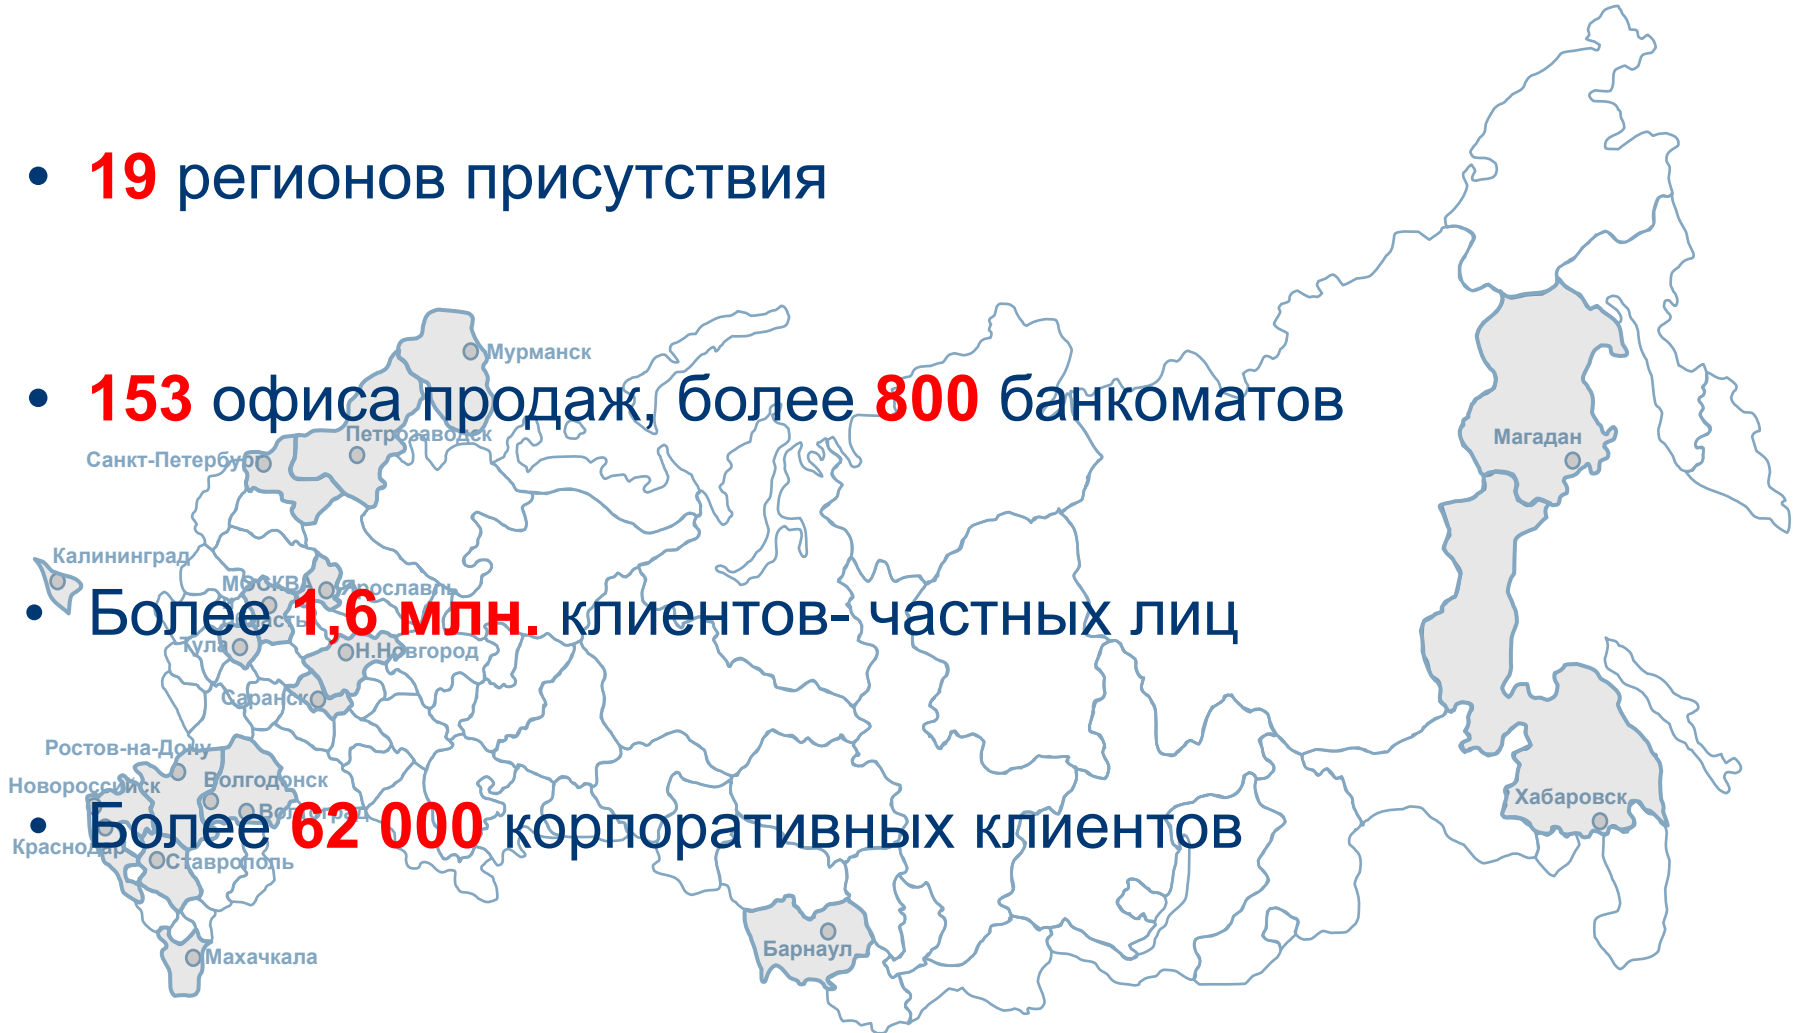 • 19 регионов присутствия
Мурманск
• 153 офиса продаж, более 800 банкоматов
Петрозаводск
Магадан
Санкт-Петербург
Калининград
МОСКВА
Ярославль
• Более 1,6 млн. клиентов- частных лиц
область
Тула
Н.Новгород
Саранск
Ростов-на-Дону
Волгодонск
Новороссийск
Хабаровск
Волгоград
• Более 62 000 корпоративных клиентов
Краснодар
Ставрополь
Барнаул
Махачкала